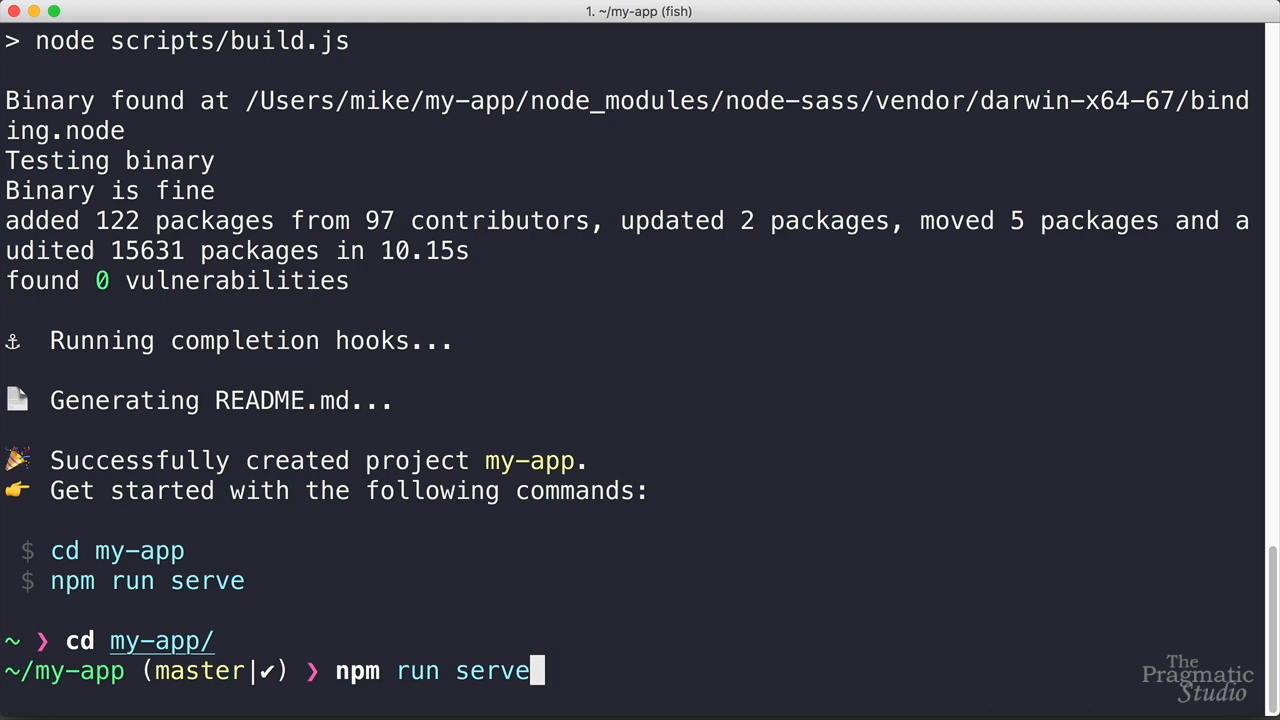 1. ~/my-app (fish)
> node scripts/build.js
Binary found at /Users/mike/my-app/node_modules/node-sass/vendor/darwin-x64-67/bind
ing.node
Testing binary
Binary is fine
added 122 packages from 97 contributors, updated 2 packages, moved 5 packages and a
udited 15631 packages in 10.15s
found 0 vulnerabilities
⚓ Running completion hooks...
📄 Generating README.md...
🎉 Successfully created project my-app.
👉 Get started with the following commands:
$ cd my-app
$ npm run serve
~ ❯ cd my-app/
~/my-app (master|✔) ❯ npm run serve
The
Pragmatic
Studio